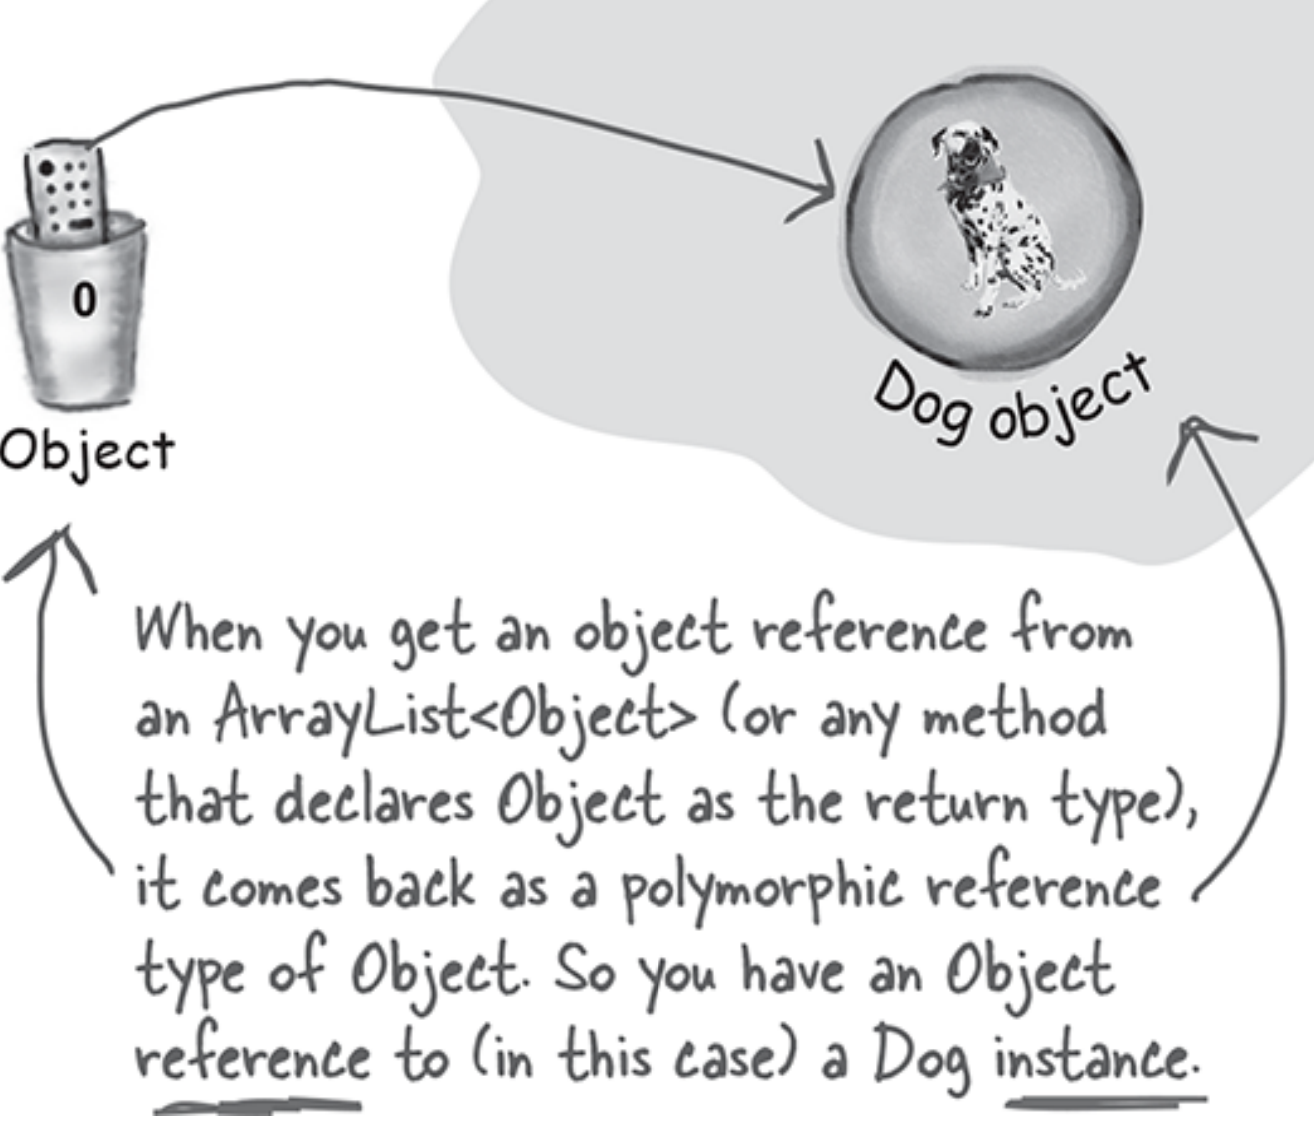 0
Object
Dog object
When you get an object reference from
an ArrayList<Object> (or any method
that declares Object as the return type),
it comes back as a polymorphic reference
type of Object. So you have an Object
reference to (in this case) a Dog instance.